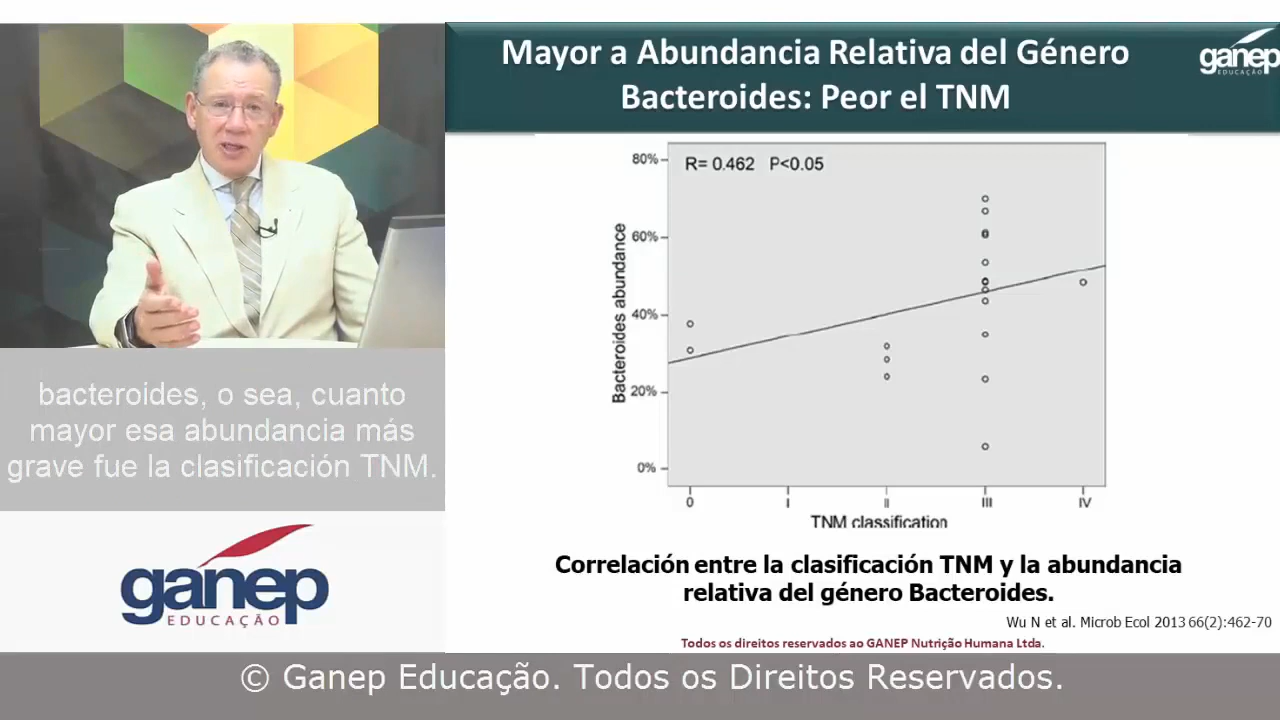 Mayor a Abundancia Relativa del Género
Bacteroides: Peor el TNM
ganep
EDUCAÇÃO
R= 0.462 P<0.05
80%
60%
40%
20%
0%
Bacteroides abundance
0 I II III IV
TNM classification
bacteroides, o sea, cuanto
mayor esa abundancia más
grave fue la clasificación TNM.
ganep
EDUCAÇÃO
Correlación entre la clasificación TNM y la abundancia
relativa del género Bacteroides.
Wu N et al. Microb Ecol 2013 66(2):462-70
Todos os direitos reservados ao GANEP Nutrição Humana Ltda.
© Ganep Educação. Todos os Direitos Reservados.